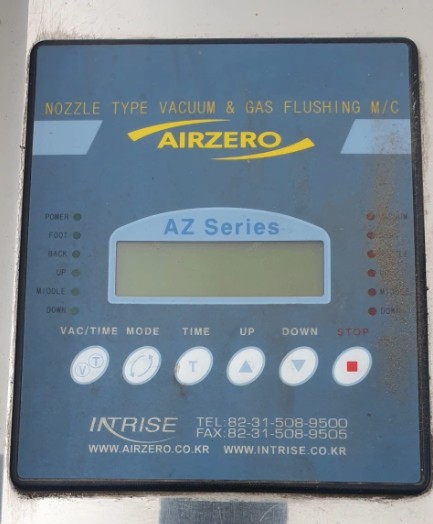 NOZZLE TYPE VACUUM & GAS FLUSHING M/C (
AIRZERO
AZ Series
POWER
FOOT
BACK
UP
MIDDLE
DOWN
VAC/TIME MODE TIME UP DOWN STOP
V T T
INTRISE
TEL:82-31-508-9500
FAX:82-31-508-9505
WWW.AIRZERO.CO.KR WWW.INTRISE.CO.KR